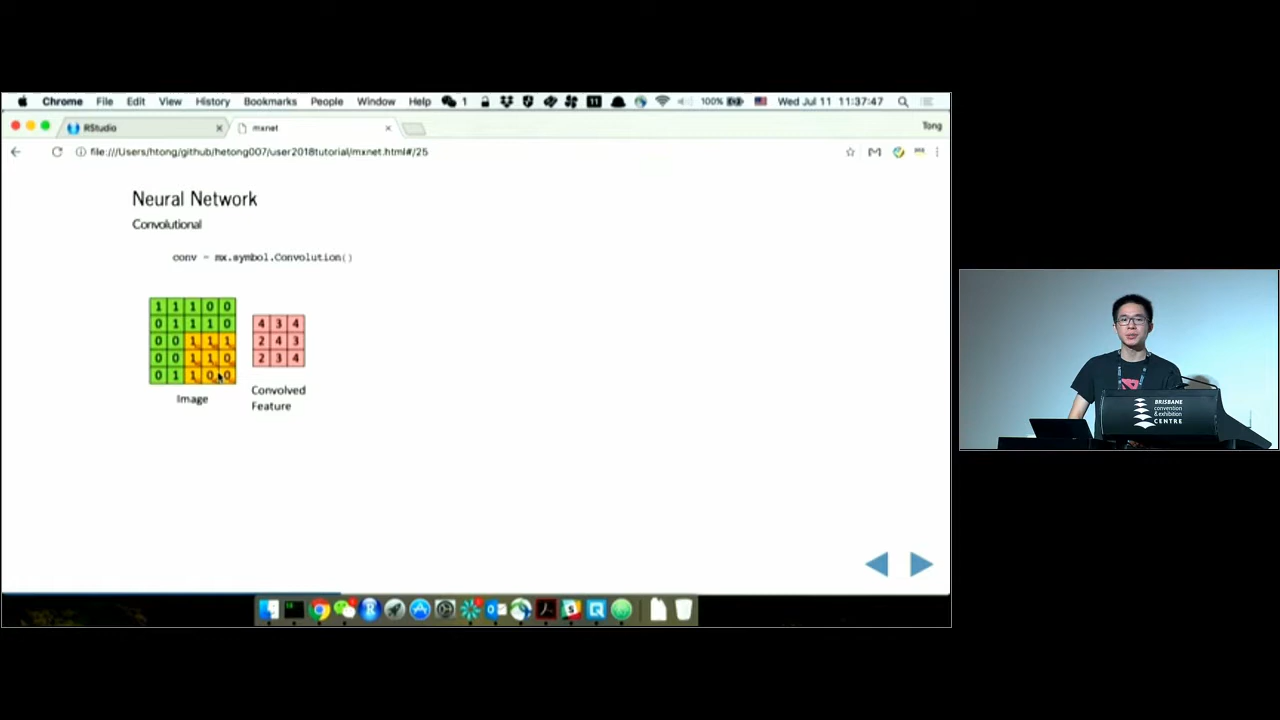 Chrome File Edit View History Bookmarks People Window Help 1 11 100% Wed Jul 11 11:37:47
RStudio mxnet Tong
file:///Users/htong/github/hetong007/user2018tutorial/mxnet.html#/25
Neural Network
Convolutional
conv = mx.symbol.Convolution()
1 1 1 0 0
0 1 1 1 0
0 0 1 1 1
0 0 1 1 0
0 1 1 0 0
Image
4 3 4
2 4 3
2 3 4
Convolved
Feature
BRISBANE
convention
& exhibition
CENTRE